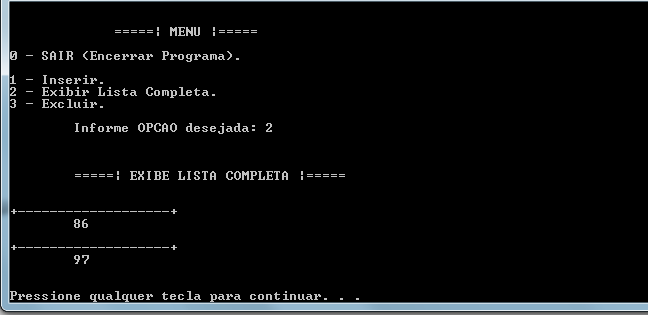 =====¦ MENU ¦=====
0 - SAIR (Encerrar Programa).
1 - Inserir.
2 - Exibir Lista Completa.
3 - Excluir.
Informe OPCAO desejada: 2
=====¦ EXIBE LISTA COMPLETA ¦=====
+-------------------+
86
+-------------------+
97
Pressione qualquer tecla para continuar. . .